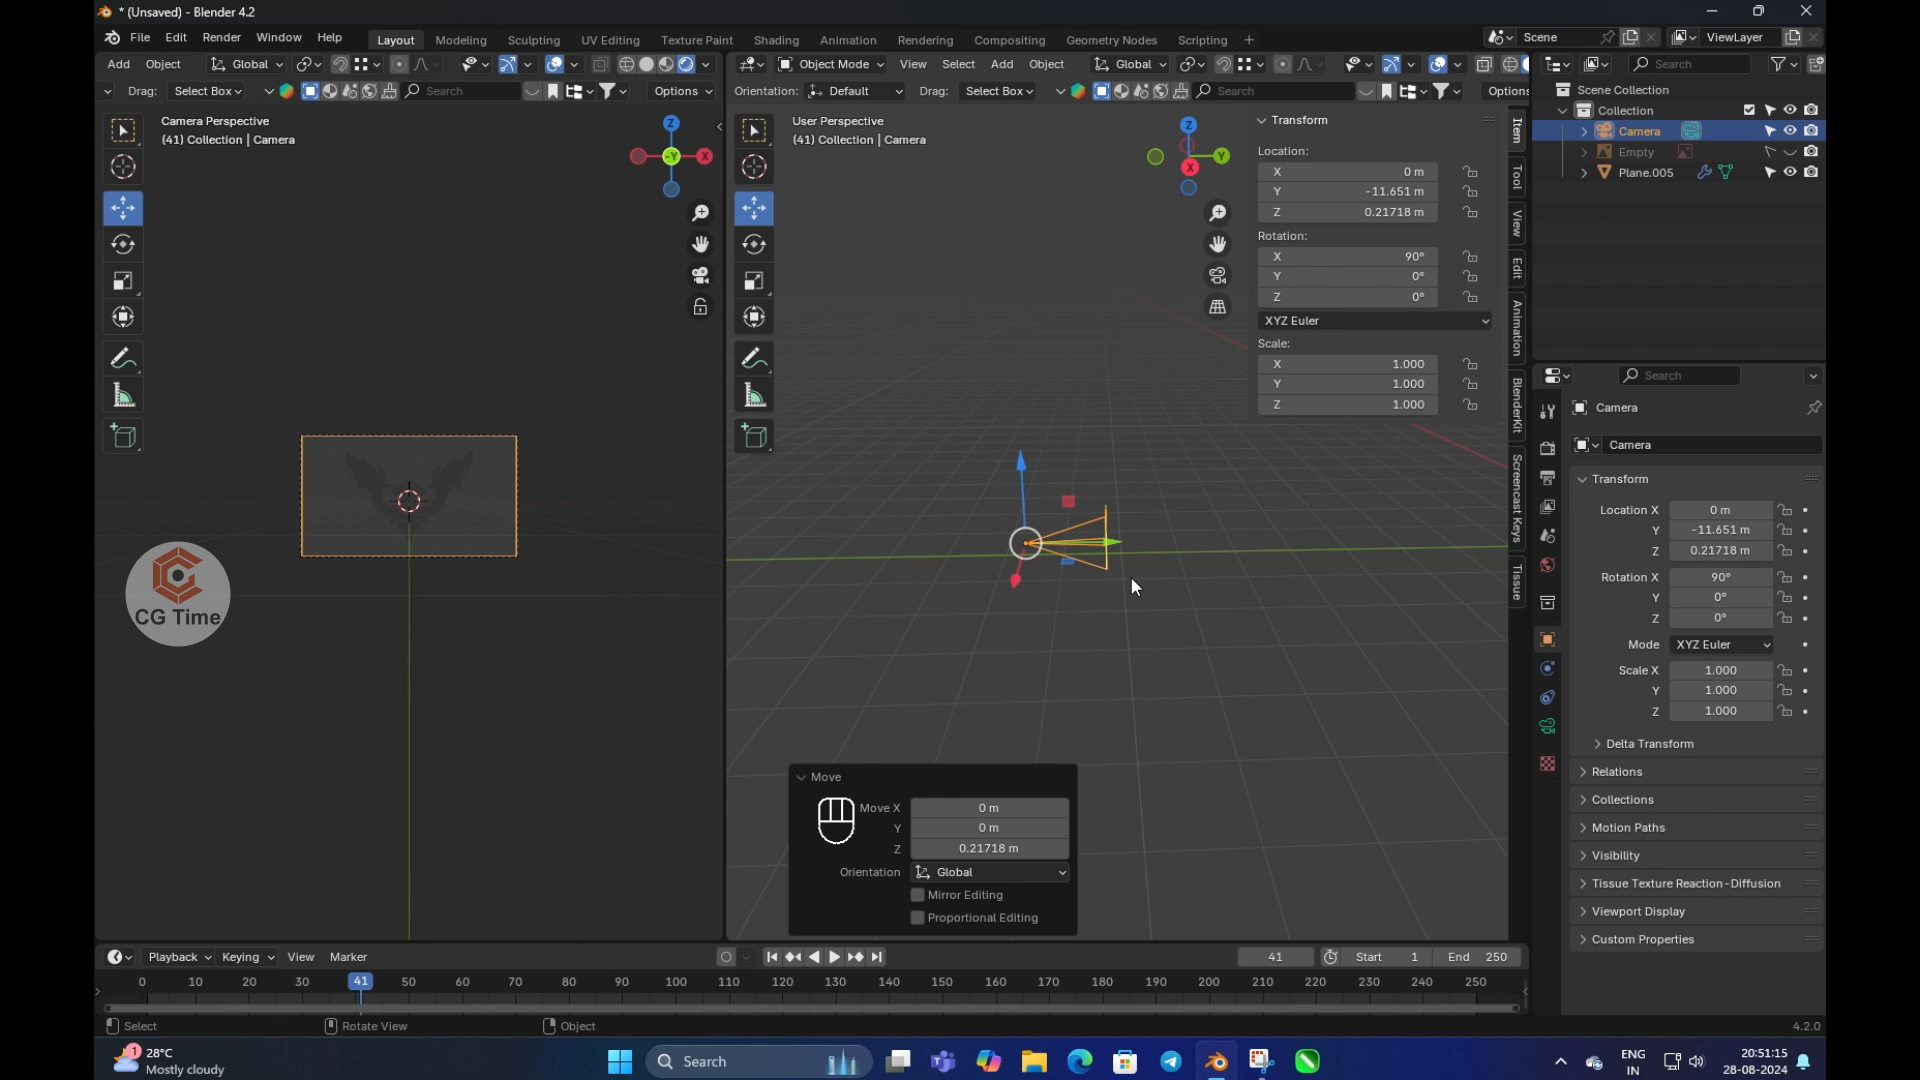 * (Unsaved) - Blender 4.2
File Edit Render Window Help
Layout Modeling Sculpting UV Editing Texture Paint Shading Animation Rendering Compositing Geometry Nodes Scripting +
Scene ViewLayer
Add Object Global
Object Mode View Select Add Object Global
Search
Drag: Select Box Search Options
Orientation: Default Drag: Select Box Search Options
Scene Collection
Collection
Camera
Empty
Plane.005
Camera Perspective
(41) Collection | Camera
Z
-Y X
User Perspective
(41) Collection | Camera
Z
Y
X
Transform
Location:
X 0 m
Y -11.651 m
Z 0.21718 m
Rotation:
X 90°
Y 0°
Z 0°
XYZ Euler
Scale:
X 1.000
Y 1.000
Z 1.000
Item
Tool
View
Edit
Animation
BlenderKit
Screencast Keys
Tissue
CG Time
Move
Move X 0 m
Y 0 m
Z 0.21718 m
Orientation Global
Mirror Editing
Proportional Editing
Search
Camera
Camera
Transform
Location X 0 m
Y -11.651 m
Z 0.21718 m
Rotation X 90°
Y 0°
Z 0°
Mode XYZ Euler
Scale X 1.000
Y 1.000
Z 1.000
Delta Transform
Relations
Collections
Motion Paths
Visibility
Tissue Texture Reaction-Diffusion
Viewport Display
Custom Properties
Playback Keying View Marker 41 Start 1 End 250
0 10 20 30 41 50 60 70 80 90 100 110 120 130 140 150 160 170 180 190 200 210 220 230 240 250
Select Rotate View Object 4.2.0
1 28°C
Mostly cloudy
Search
ENG
IN
20:51:15
28-08-2024